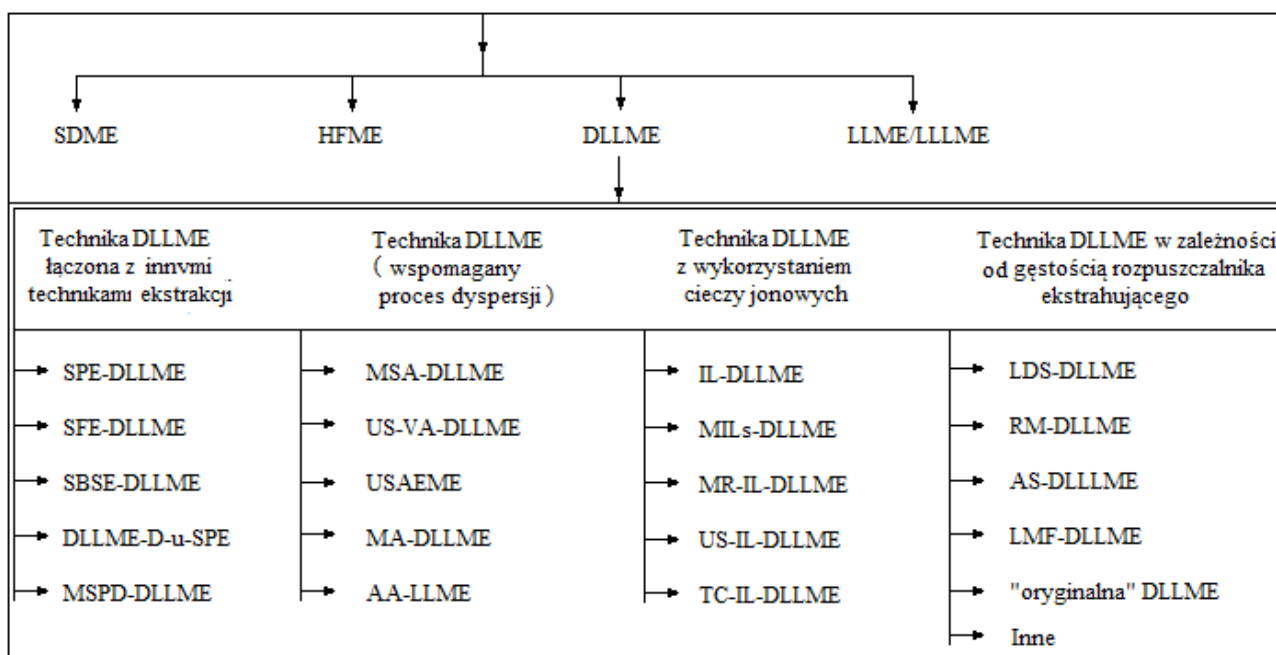 SDME
HFME
DLLME
LLME/LLLME
Technika DLLME
łączona z innymi
technikami ekstrakcji
Technika DLLME
( wspomagany
proces dyspersji )
Technika DLLME
z wykorzystaniem
cieczy jonowych
Technika DLLME w zależności
od gęstością rozpuszczalnika
ekstrahującego
SPE-DLLME
SFE-DLLME
SBSE-DLLME
DLLME-D-u-SPE
MSPD-DLLME
MSA-DLLME
US-VA-DLLME
USAEME
MA-DLLME
AA-LLME
IL-DLLME
MILs-DLLME
MR-IL-DLLME
US-IL-DLLME
TC-IL-DLLME
LDS-DLLME
RM-DLLME
AS-DLLLME
LMF-DLLME
"oryginalna" DLLME
Inne